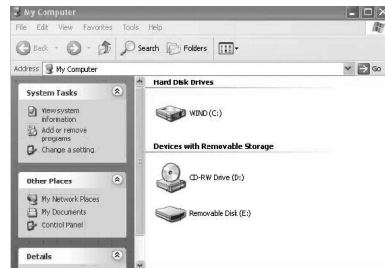 My Computer
File Edit View Favorites Tools Help
Back Search Folders
Address My Computer Go
System Tasks
View system
information
Add or remove
programs
Change a setting
Other Places
My Network Places
My Documents
Control Panel
Details
Hard Disk Drives
WIND (C:)
Devices with Removable Storage
CD-RW Drive (D:)
Removable Disk (E:)